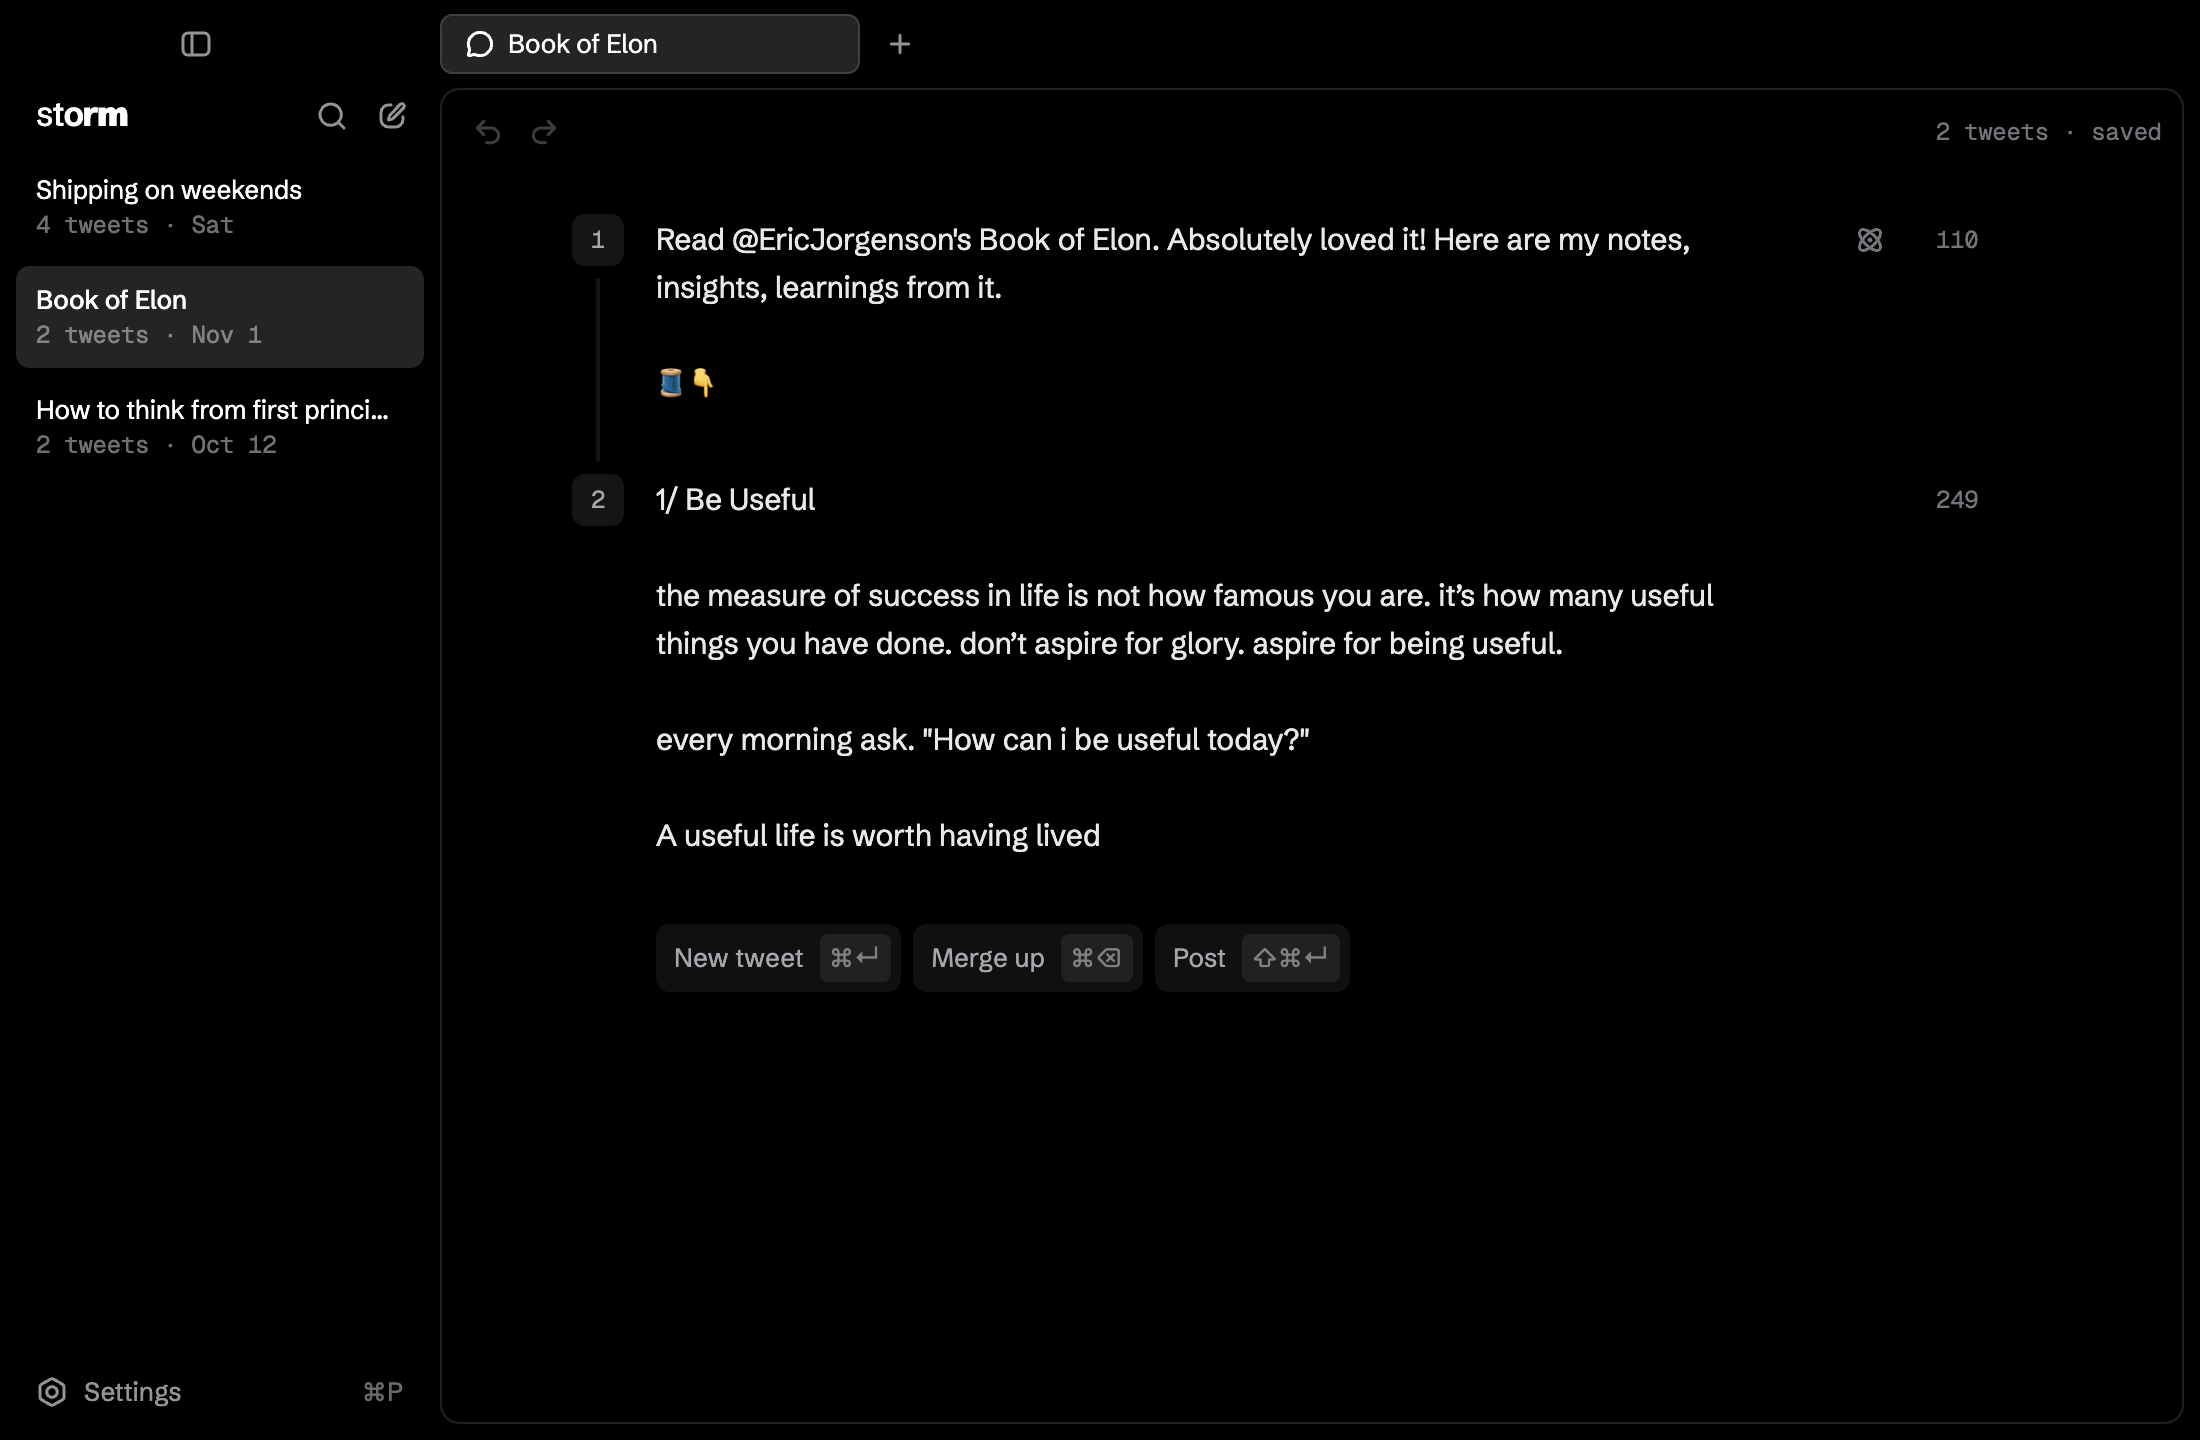 Book of Elon
storm
Shipping on weekends
4 tweets · Sat
Book of Elon
2 tweets · Nov 1
How to think from first princi...
2 tweets · Oct 12
Settings ⌘P
2 tweets · saved
1 Read @EricJorgenson's Book of Elon. Absolutely loved it! Here are my notes, 110
insights, learnings from it.
🧵👇
2 1/ Be Useful 249
the measure of success in life is not how famous you are. it’s how many useful
things you have done. don’t aspire for glory. aspire for being useful.
every morning ask. "How can i be useful today?"
A useful life is worth having lived
New tweet ⌘↵ Merge up ⌘⌫ Post ⇧⌘↵